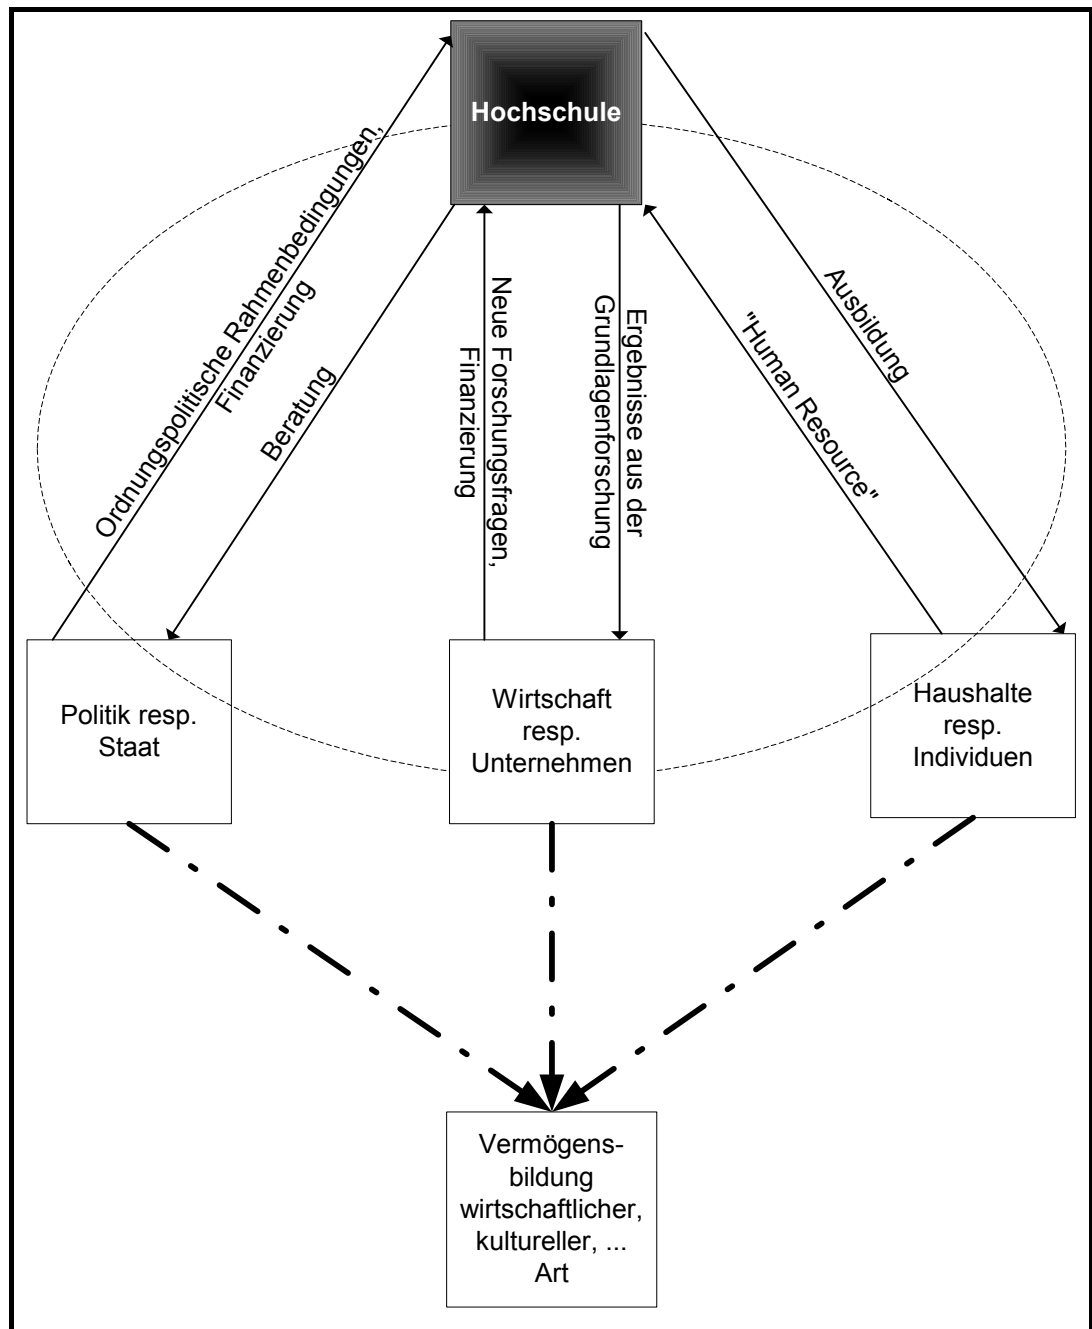 Hochschule
Ordnungspolitische Rahmenbedingungen,
Finanzierung
Beratung
Neue Forschungsfragen,
Finanzierung
Ergebnisse aus der
Grundlagenforschung
"Human Resource"
Ausbildung
Politik resp.
Staat
Wirtschaft
resp.
Unternehmen
Haushalte
resp.
Individuen
Vermögens-
bildung
wirtschaftlicher,
kultureller, ...
Art